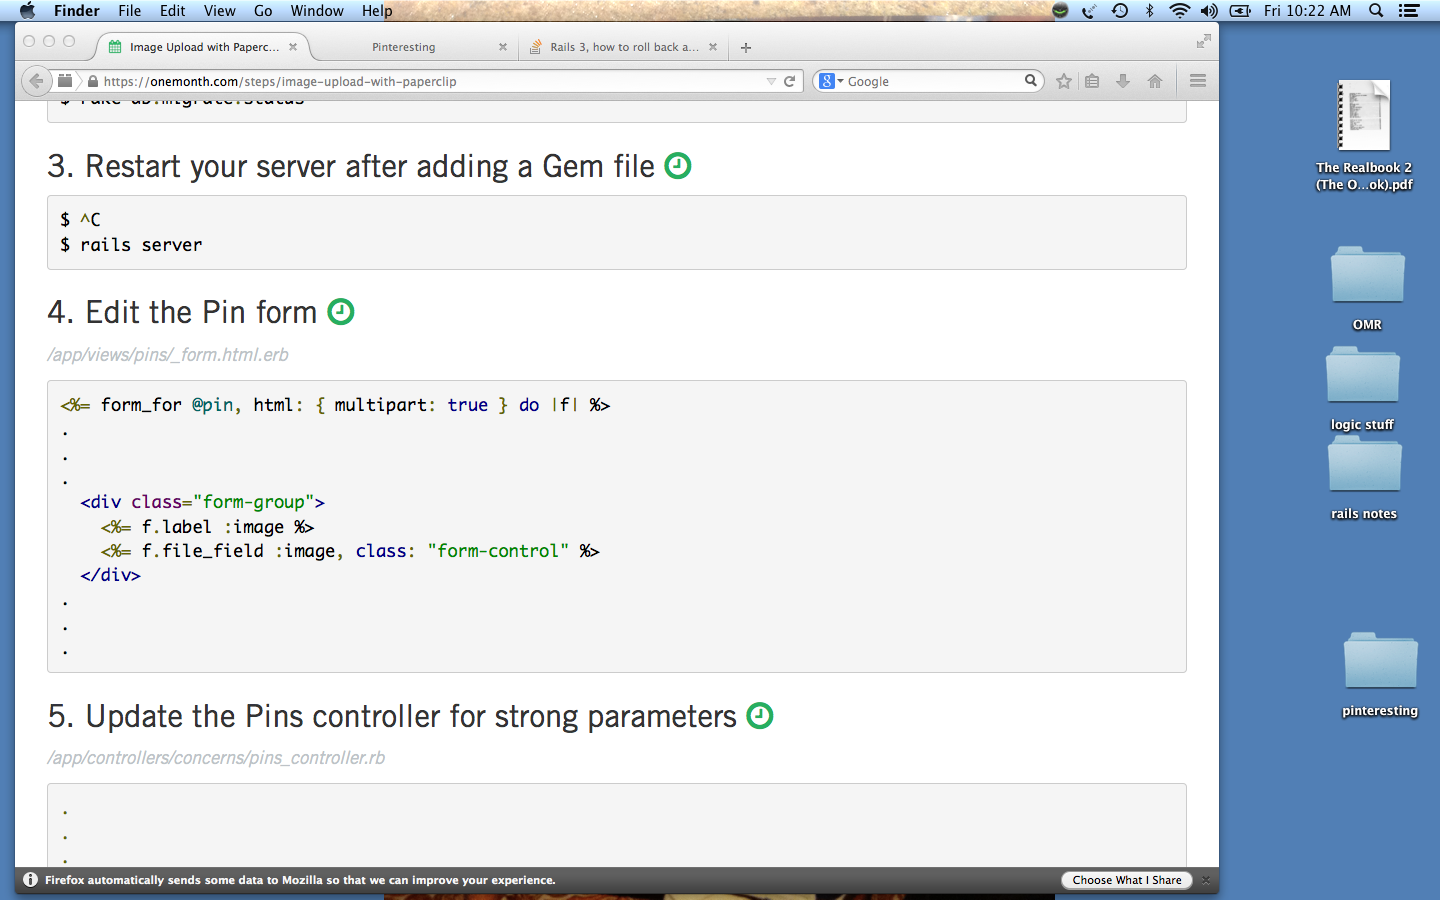 Finder File Edit View Go Window Help Fri 10:22 AM
Image Upload with Paperc... Pinteresting Rails 3, how to roll back a...
https://onemonth.com/steps/image-upload-with-paperclip Google
$ rake db:migrate:status
3. Restart your server after adding a Gem file
$ ^C
$ rails server
4. Edit the Pin form
/app/views/pins/_form.html.erb
<%= form_for @pin, html: { multipart: true } do |f| %>
.
.
.
<div class="form-group">
<%= f.label :image %>
<%= f.file_field :image, class: "form-control" %>
</div>
.
.
.
5. Update the Pins controller for strong parameters
/app/controllers/concerns/pins_controller.rb
.
.
.
Firefox automatically sends some data to Mozilla so that we can improve your experience. Choose What I Share
The Realbook 2
(The O...ok).pdf
OMR
logic stuff
rails notes
pinteresting